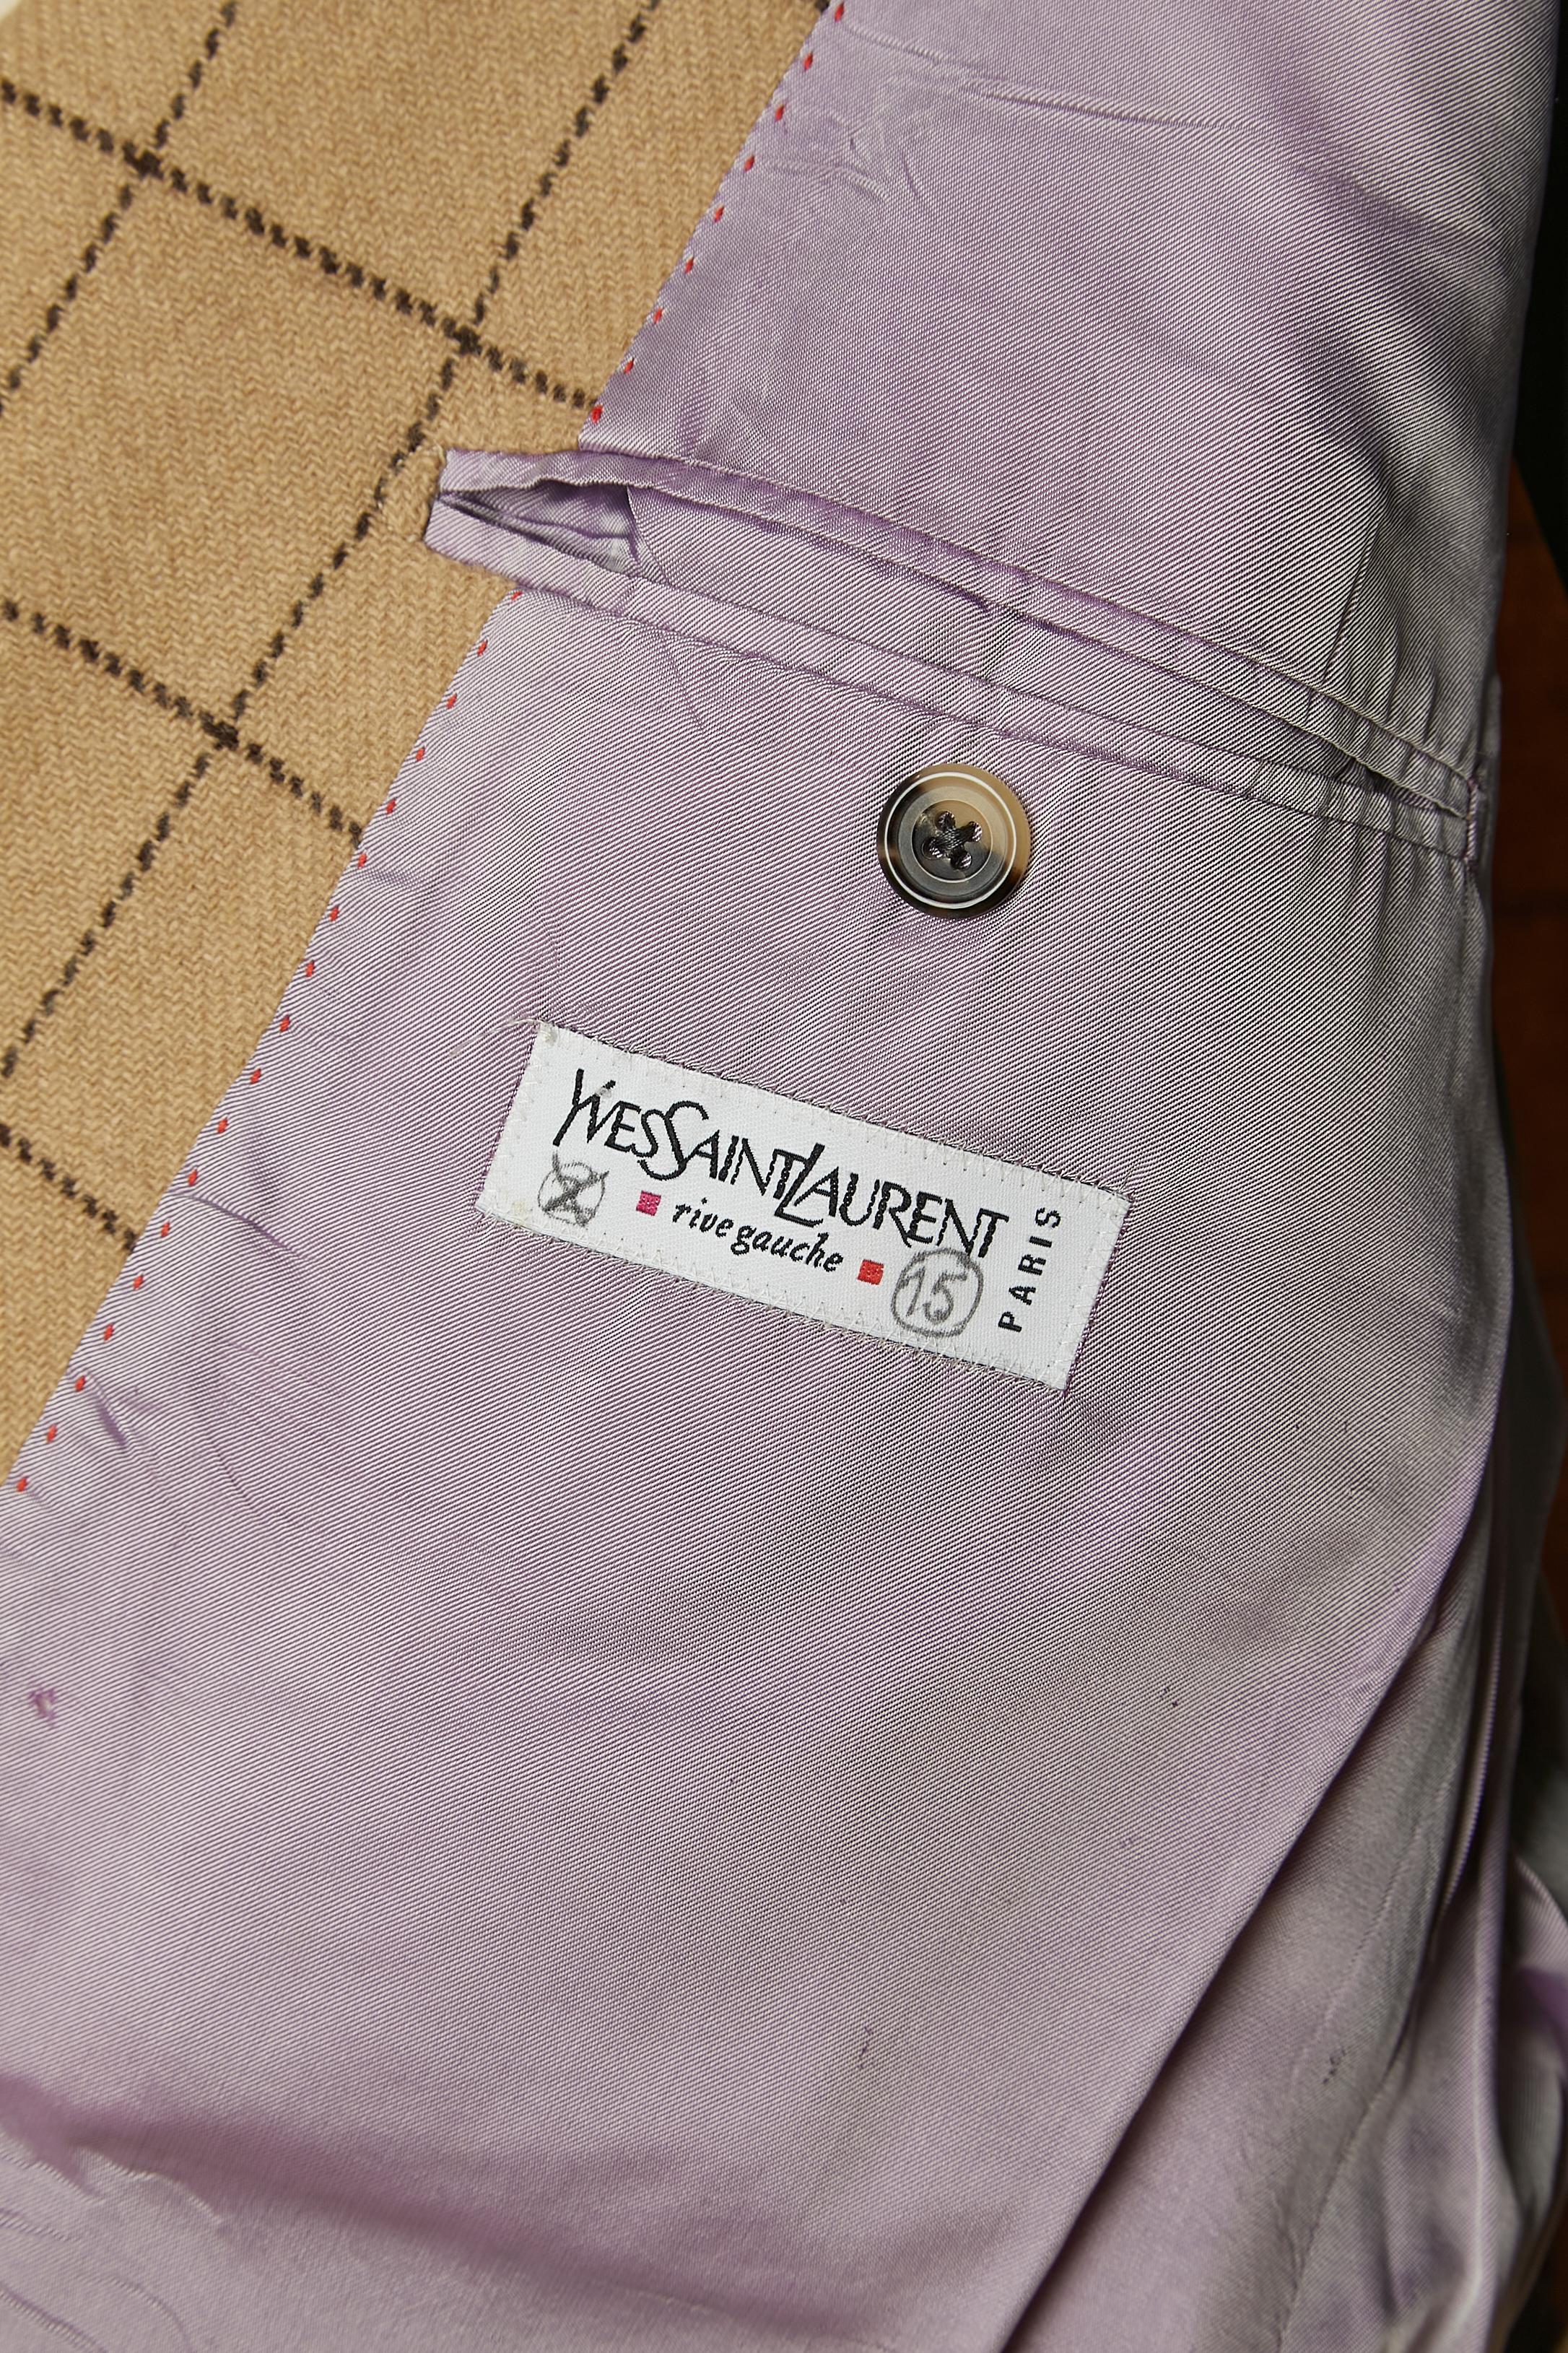 YVESSAINTLAURENT
rive gauche
15
PARIS